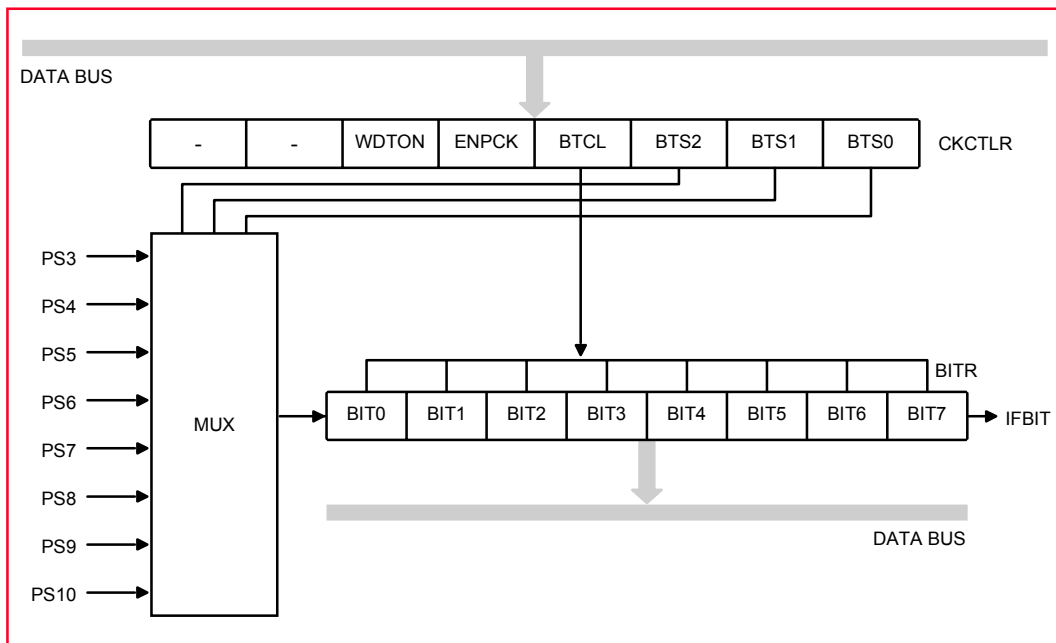 DATA BUS
- - WDTON ENPCK BTCL BTS2 BTS1 BTS0 CKCTLR
PS3
PS4
PS5
PS6
PS7
PS8
PS9
PS10
MUX
BITR
BIT0 BIT1 BIT2 BIT3 BIT4 BIT5 BIT6 BIT7 IFBIT
DATA BUS